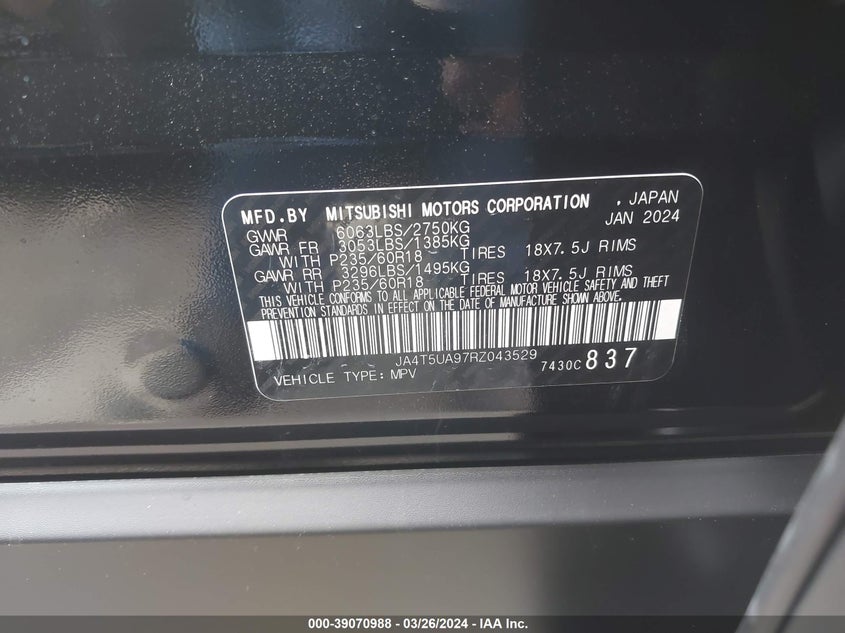 MFD.BY MITSUBISHI MOTORS CORPORATION , JAPAN
GVWR 6063LBS/2750KG JAN 2024
GAWR FR 3053LBS/1385KG
WITH P235/60R18 TIRES 18X7.5J RIMS
GAWR RR 3296LBS/1495KG
WITH P235/60R18 TIRES 18X7.5J RIMS
THIS VEHICLE CONFORMS TO ALL APPLICABLE FEDERAL MOTOR VEHICLE SAFETY AND THEFT
PREVENTION STANDARDS IN EFFECT ON THE DATE OF MANUFACTURE SHOWN ABOVE.
JA4T5UA97RZ043529
VEHICLE TYPE: MPV 7430C 837
000-39070988 - 03/26/2024 - IAA Inc.